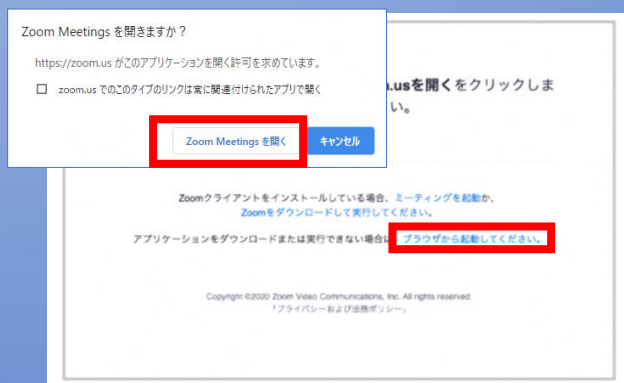 Zoom Meetings を開きますか？
https://zoom.us がこのアプリケーションを開く許可を求めています。
zoom.us でのこのタイプのリンクは常に関連付けられたアプリで開く
Zoom Meetings を開く
キャンセル
.usを開くをクリックしま
い。
Zoomクライアントをインストールしている場合、ミーティングを起動か、
Zoomをダウンロードして実行してください。
アプリケーションをダウンロードまたは実行できない場合は、ブラウザから起動してください。
Copyright ©2020 Zoom Video Communications, Inc. All rights reserved.
「プライバシーおよび法務ポリシー」